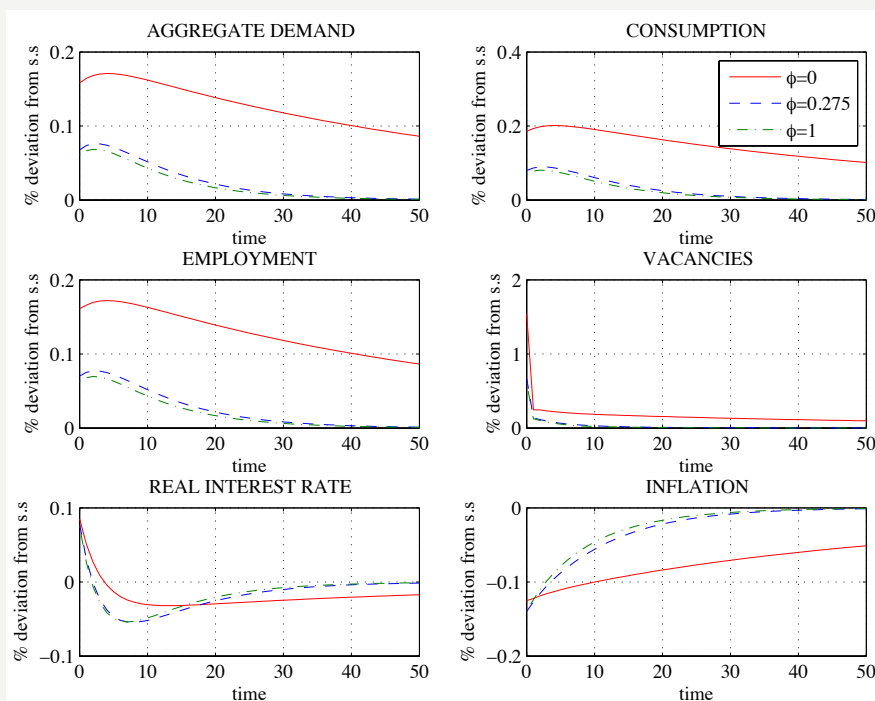 AGGREGATE DEMAND
% deviation from s.s
0.2
0.1
0
0 10 20 30 40 50
time
CONSUMPTION
% deviation from s.s
0.4
0.2
0
0 10 20 30 40 50
time
ϕ=0
ϕ=0.275
ϕ=1
EMPLOYMENT
% deviation from s.s
0.2
0.1
0
0 10 20 30 40 50
time
VACANCIES
% deviation from s.s
2
1
0
0 10 20 30 40 50
time
REAL INTEREST RATE
% deviation from s.s
0.1
0
−0.1
0 10 20 30 40 50
time
INFLATION
% deviation from s.s
0
−0.1
−0.2
0 10 20 30 40 50
time